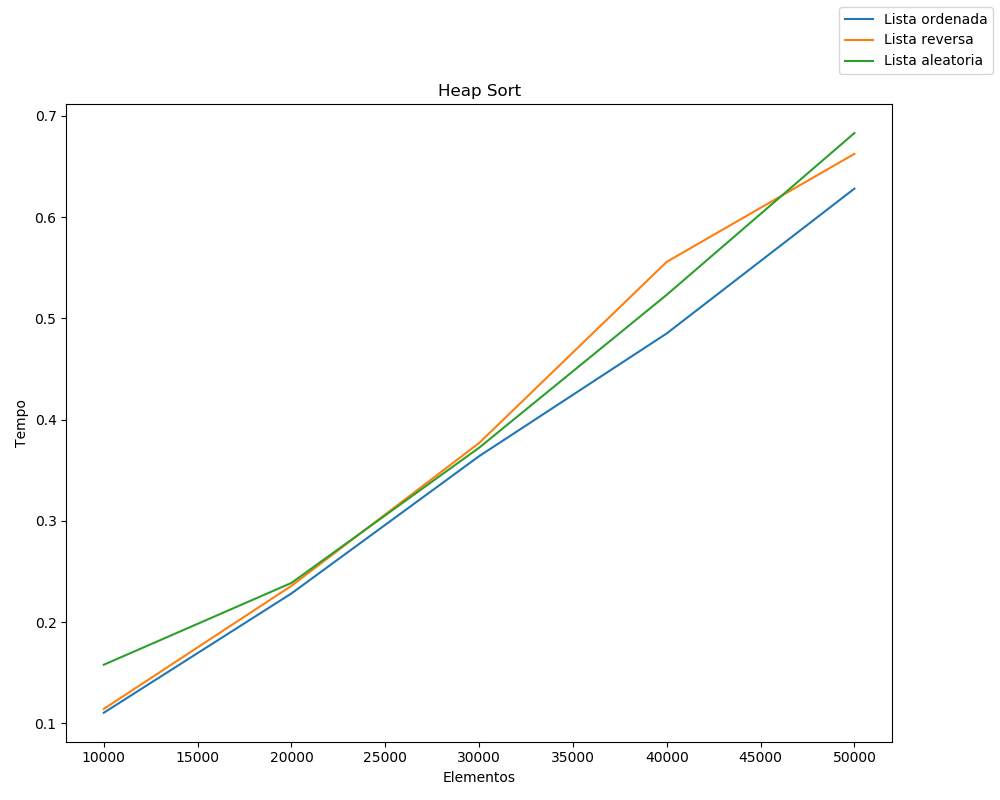 Lista ordenada
Lista reversa
Lista aleatoria
Heap Sort
0.7
0.6
0.5
0.4
0.3
0.2
0.1
Tempo
10000 15000 20000 25000 30000 35000 40000 45000 50000
Elementos